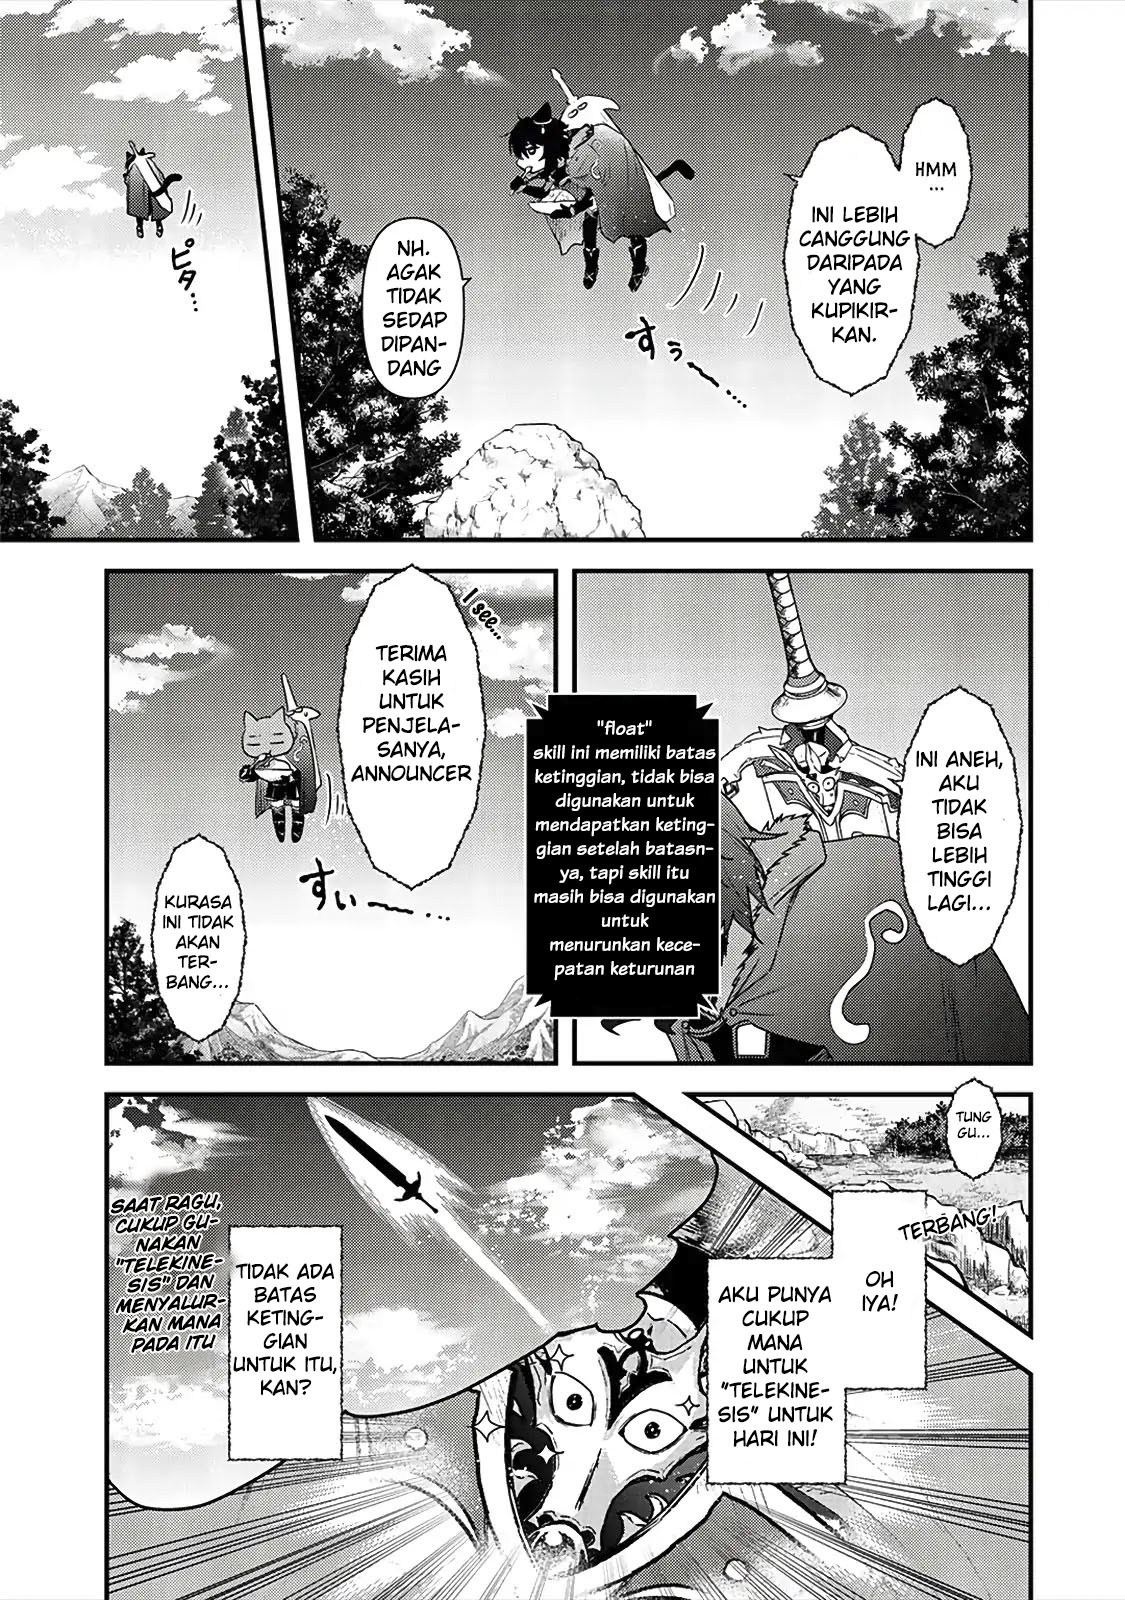 HMM
...
INI LEBIH
CANGGUNG
DARIPADA
YANG
KUPIKIR-
KAN.
すぅー...
NH.
AGAK
TIDAK
SEDAP
DIPAN-
DANG
ピタ...
INI ANEH,
AKU
TIDAK
BISA
LEBIH
TINGGI
LAGI...
"float"
skill ini memiliki batas
ketinggian, tidak bisa
digunakan untuk
mendapatkan keting-
gian setelah batasn-
ya, tapi skill itu
masih bisa digunakan
untuk
menurunkan kece-
patan keturunan
I see...
TERIMA
KASIH
UNTUK
PENJELA-
SANYA,
ANNOUNCER
すぃー...
KURASA
INI TIDAK
AKAN
TER-
BANG...
TUNG
GU...
TERBANG!
OH
IYA!
AKU PUNYA
CUKUP
MANA
UNTUK
"TELEKINE-
SIS" UNTUK
HARI INI!
TIDAK ADA
BATAS
KETING-
GIAN
UNTUK ITU,
KAN?
SAAT RAGU,
CUKUP GU-
NAKAN
"TELEKINE-
SIS" DAN
MENYALUR-
KAN MANA
PADA ITU